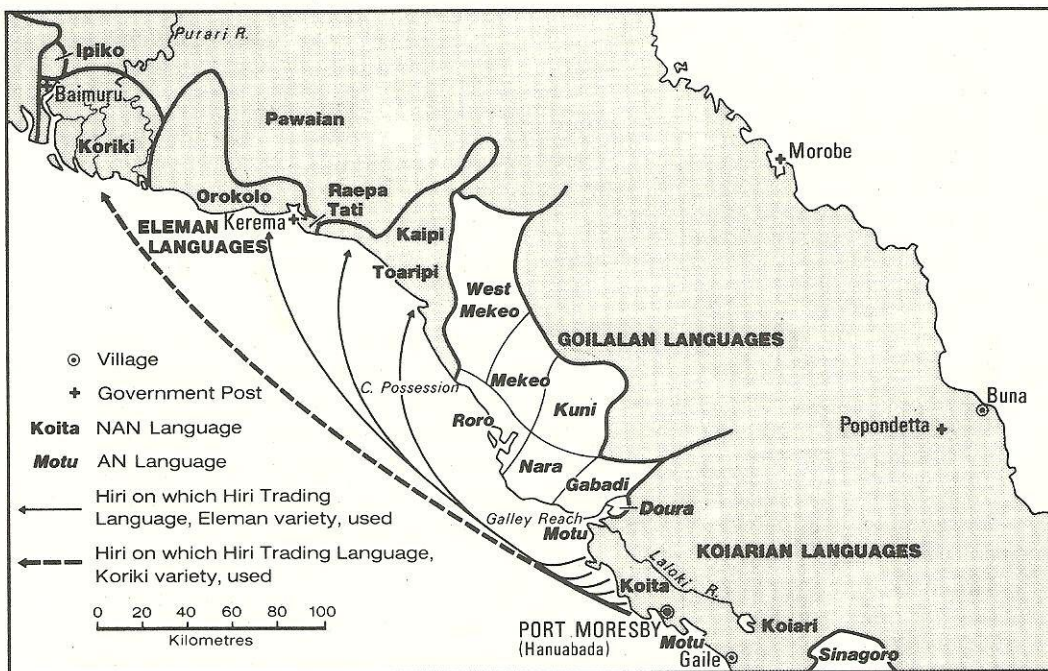 Purari R.
Ipiko
Baimuru
Koriki
Pawaian
Morobe
Orokolo
Raepa
Tati
Kerema
ELEMAN
LANGUAGES
Kaipi
Toaripi
West
Mekeo
GOILALAN LANGUAGES
C. Possession
Mekeo
Buna
Roro
Kuni
Popondetta
Nara
Gabadi
Doura
Galley Reach
Motu
KOIARIAN LANGUAGES
Laloki R.
Koita
Koiari
PORT MORESBY
(Hanuabada)
Motu
Gaile
Sinagoro
Village
Government Post
Koita NAN Language
Motu AN Language
Hiri on which Hiri Trading
Language, Eleman variety, used
Hiri on which Hiri Trading Language,
Koriki variety, used
0 20 40 60 80 100
Kilometres